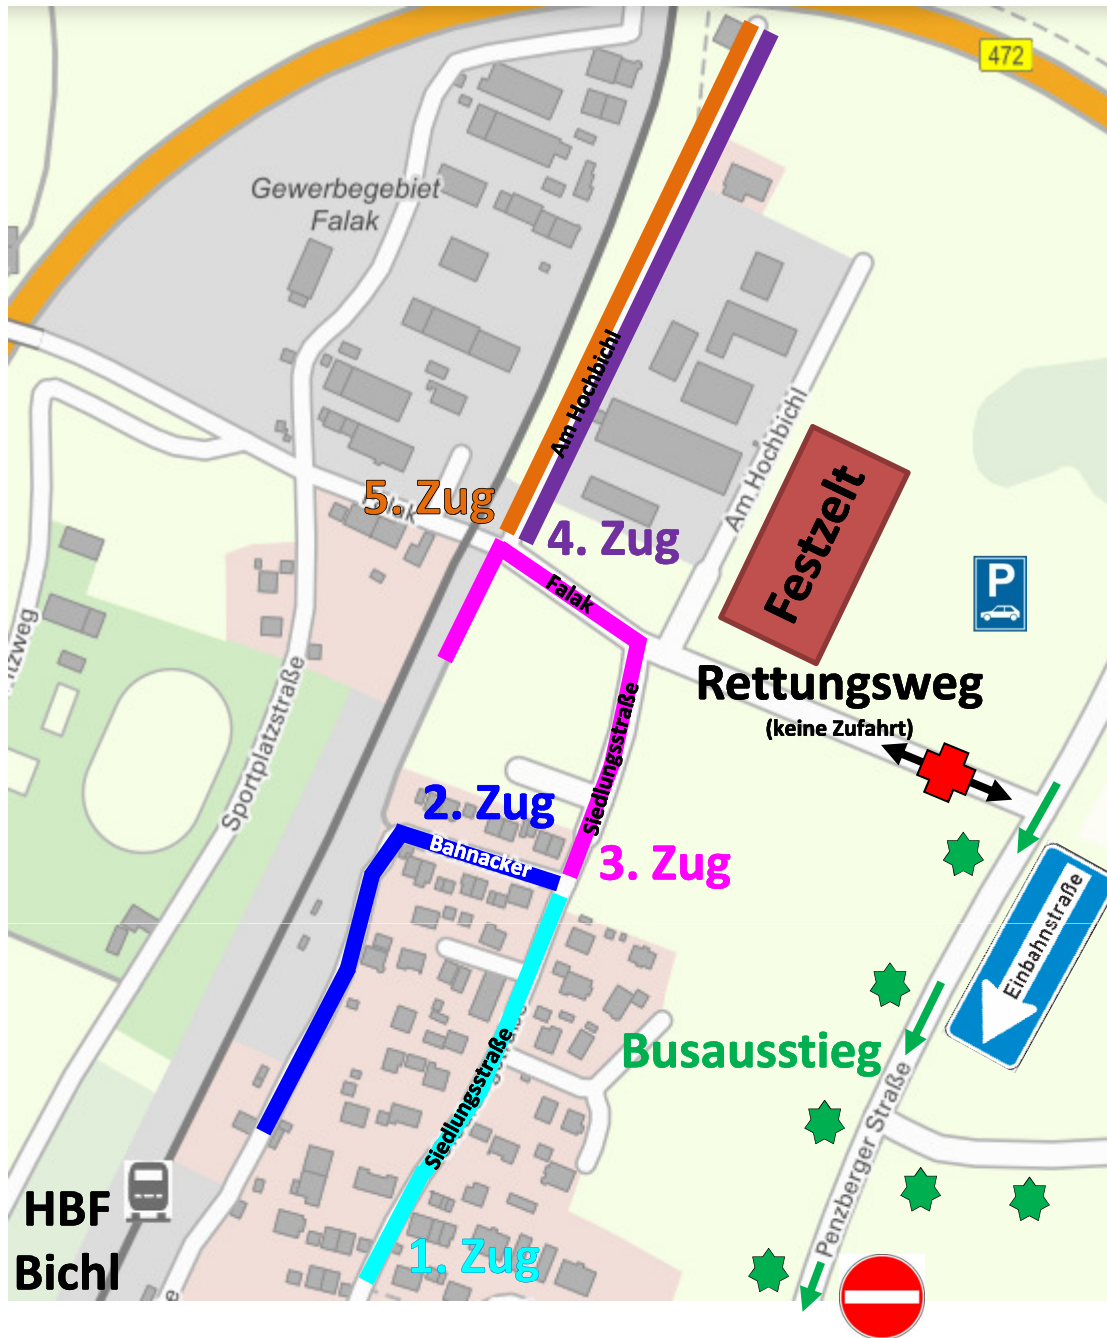 472
Gewerbegebiet
Falak
Am Hochbichl
Am Hochbichl
5. Zug
4. Zug
Falak
Festzelt
P
Rettungsweg
(keine Zufahrt)
Sportplatzstraße
Siedlungsstraße
2. Zug
Bahnacker
3. Zug
Einbahnstraße
Busausstieg
Siedlungsstraße
Penzberger Straße
HBF
Bichl
1. Zug